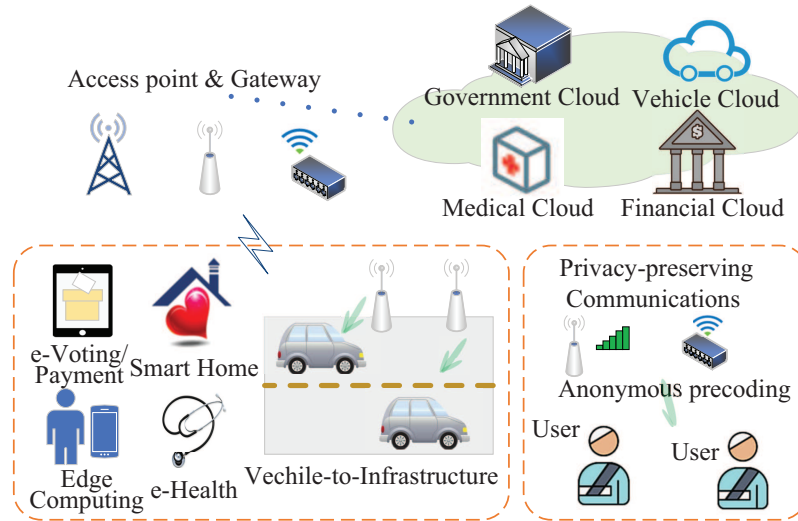 Access point & Gateway
Government Cloud
Vehicle Cloud
$
Medical Cloud
Financial Cloud
e-Voting/
Payment
Smart Home
Edge
Computing
e-Health
Vechile-to-Infrastructure
Privacy-preserving
Communications
Anonymous precoding
User
User